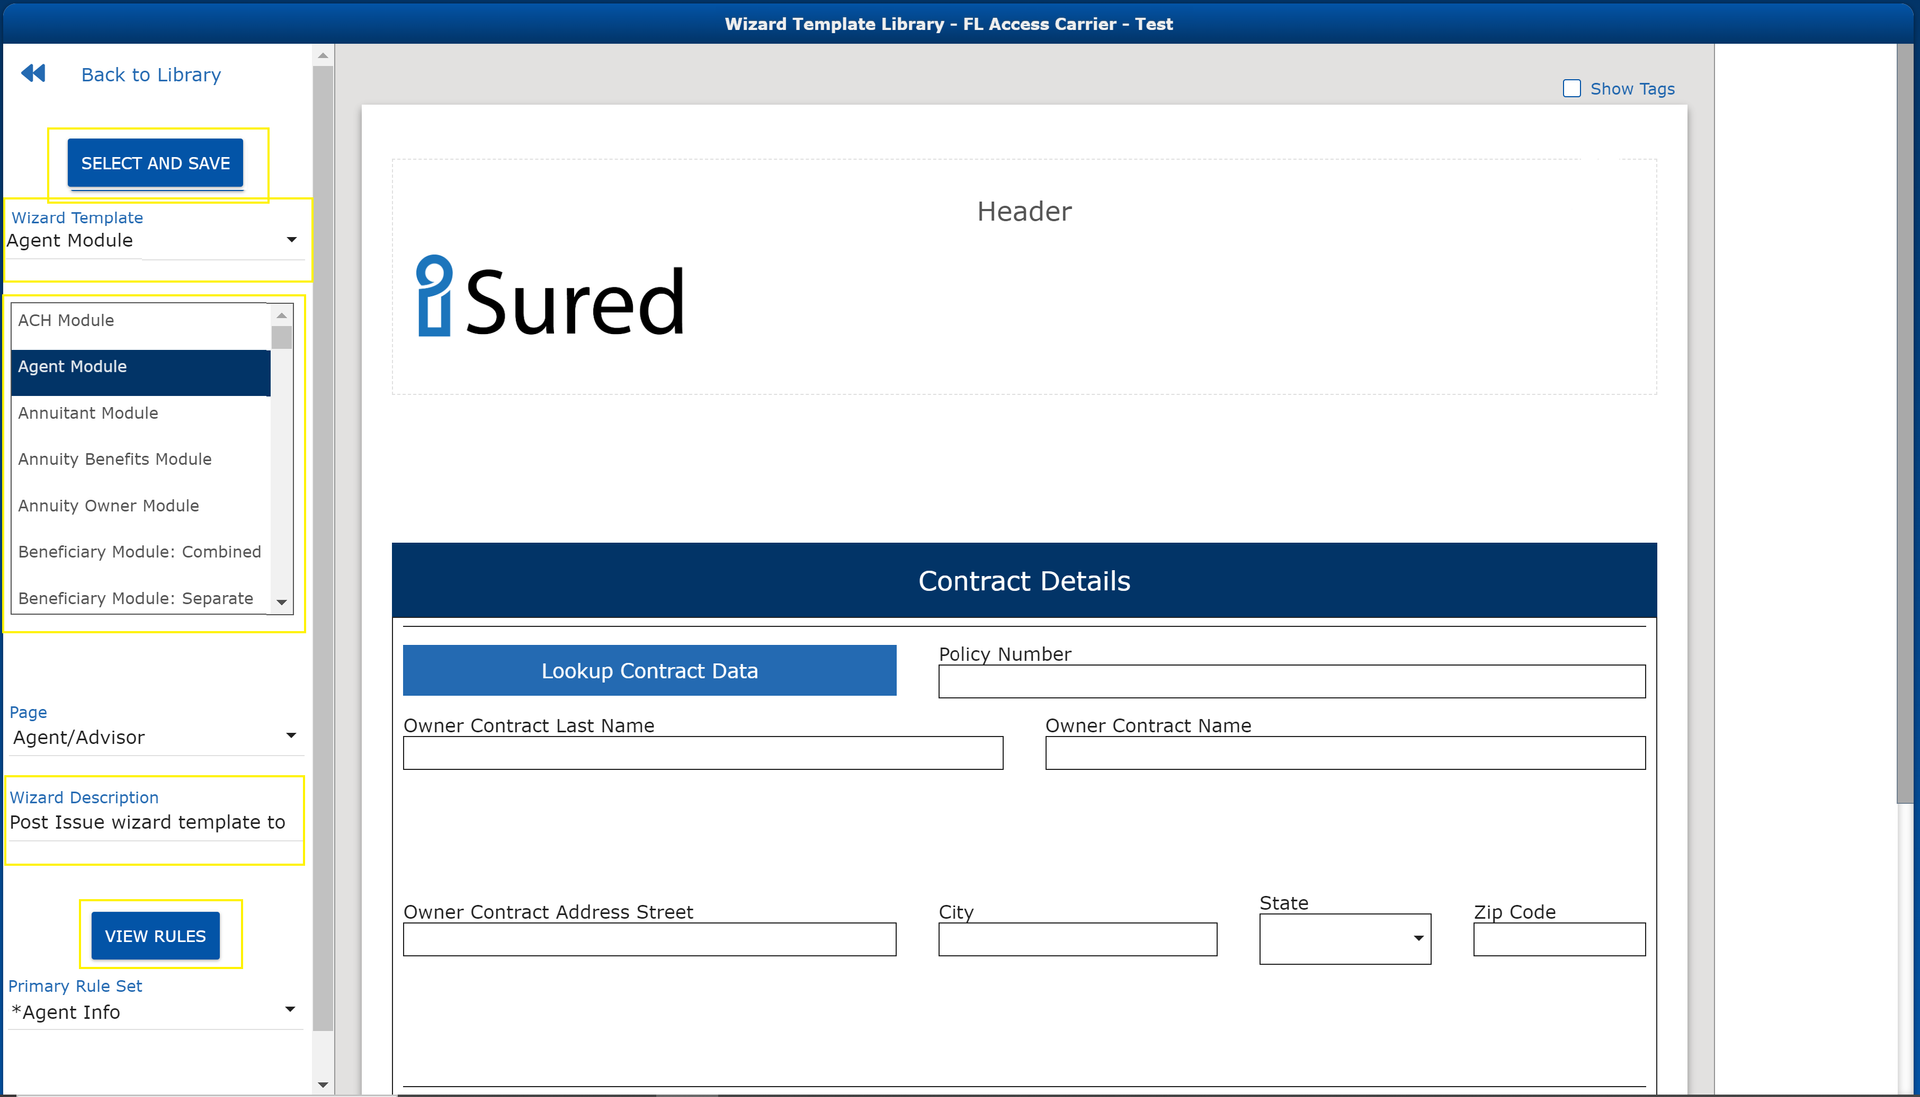 Wizard Template Library - FL Access Carrier - Test
Back to Library
SELECT AND SAVE
Wizard Template
Agent Module
ACH Module
Agent Module
Annuitant Module
Annuity Benefits Module
Annuity Owner Module
Beneficiary Module: Combined
Beneficiary Module: Separate
Page
Agent/Advisor
Wizard Description
Post Issue wizard template to
VIEW RULES
Primary Rule Set
*Agent Info
Show Tags
Header
iSured
Contract Details
Lookup Contract Data
Policy Number
Owner Contract Last Name
Owner Contract Name
Owner Contract Address Street
City
State
Zip Code